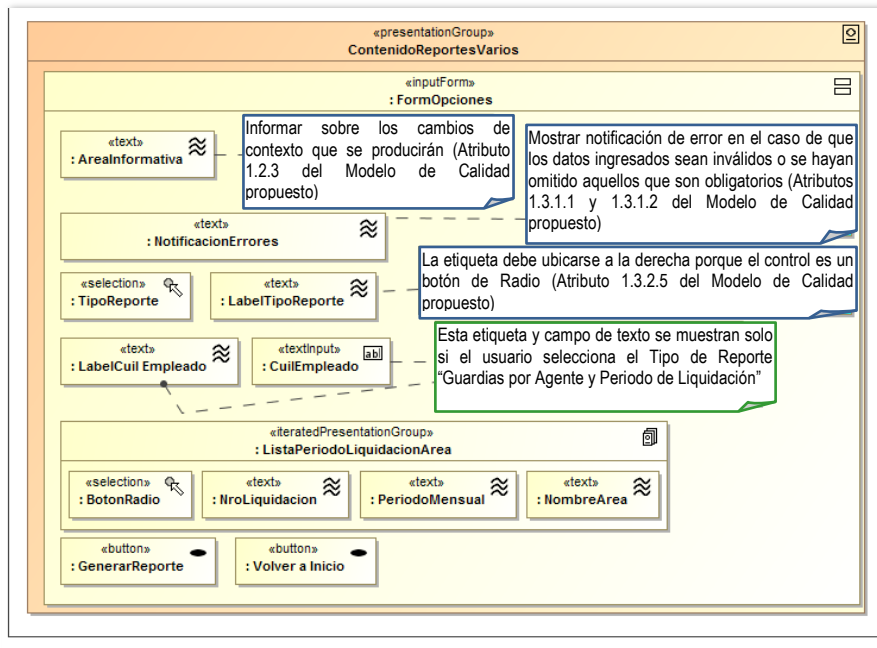 «presentationGroup»
ContenidoReportesVarios
«inputForm»
: FormOpciones
«text»
: AreaInformativa
Informar sobre los cambios de
contexto que se producirán (Atributo
1.2.3 del Modelo de Calidad
propuesto)
Mostrar notificación de error en el caso de que
los datos ingresados sean inválidos o se hayan
omitido aquellos que son obligatorios (Atributos
1.3.1.1 y 1.3.1.2 del Modelo de Calidad
propuesto)
«text»
: NotificacionErrores
La etiqueta debe ubicarse a la derecha porque el control es un
botón de Radio (Atributo 1.3.2.5 del Modelo de Calidad
propuesto)
«selection»
: TipoReporte
«text»
: LabelTipoReporte
Esta etiqueta y campo de texto se muestran solo
si el usuario selecciona el Tipo de Reporte
“Guardias por Agente y Periodo de Liquidación”
«text»
: LabelCuil Empleado
«textInput»
: CuilEmpleado
ab
«iteratedPresentationGroup»
: ListaPeriodoLiquidacionArea
«selection»
: BotonRadio
«text»
: NroLiquidacion
«text»
: PeriodoMensual
«text»
: NombreArea
«button»
: GenerarReporte
«button»
: Volver a Inicio